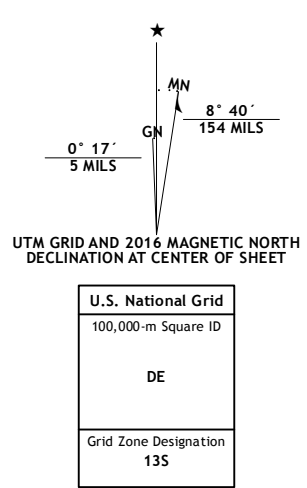 ★
MN
GN
8° 40´
154 MILS
0° 17´
5 MILS
UTM GRID AND 2016 MAGNETIC NORTH
DECLINATION AT CENTER OF SHEET
U.S. National Grid
100,000-m Square ID
DE
Grid Zone Designation
13S